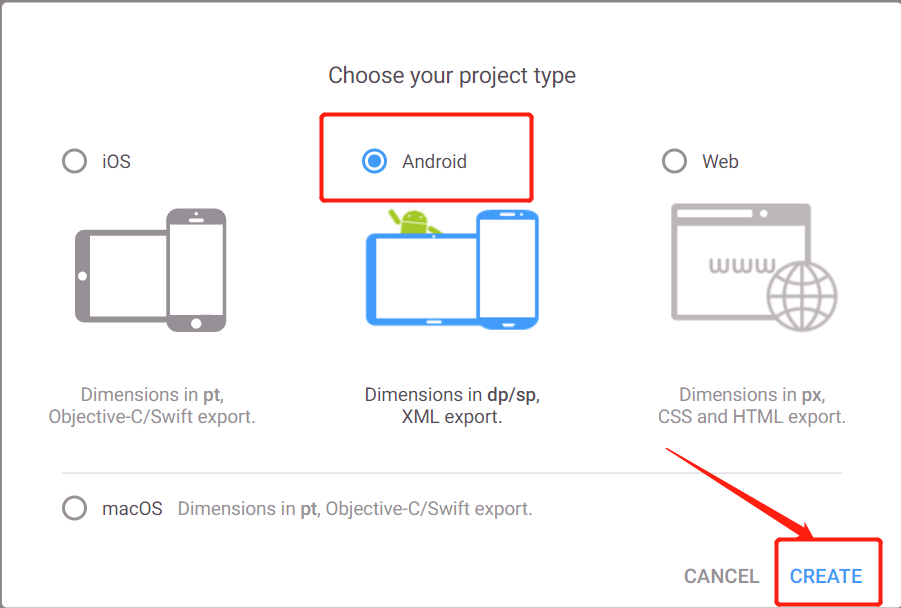 Choose your project type
iOS
Android
Web
www
Dimensions in pt,
Objective-C/Swift export.
Dimensions in dp/sp,
XML export.
Dimensions in px,
CSS and HTML export.
macOS Dimensions in pt, Objective-C/Swift export.
CANCEL CREATE